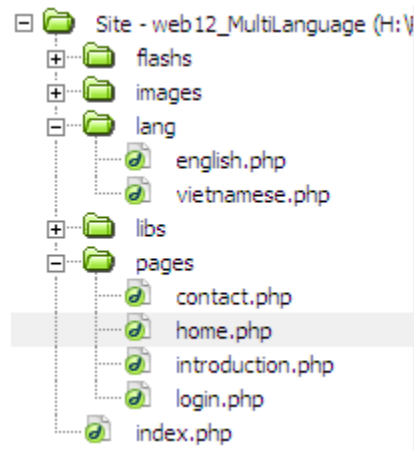 Site - web12_MultiLanguage (H:\
flashs
images
lang
english.php
vietnamese.php
libs
pages
contact.php
home.php
introduction.php
login.php
index.php